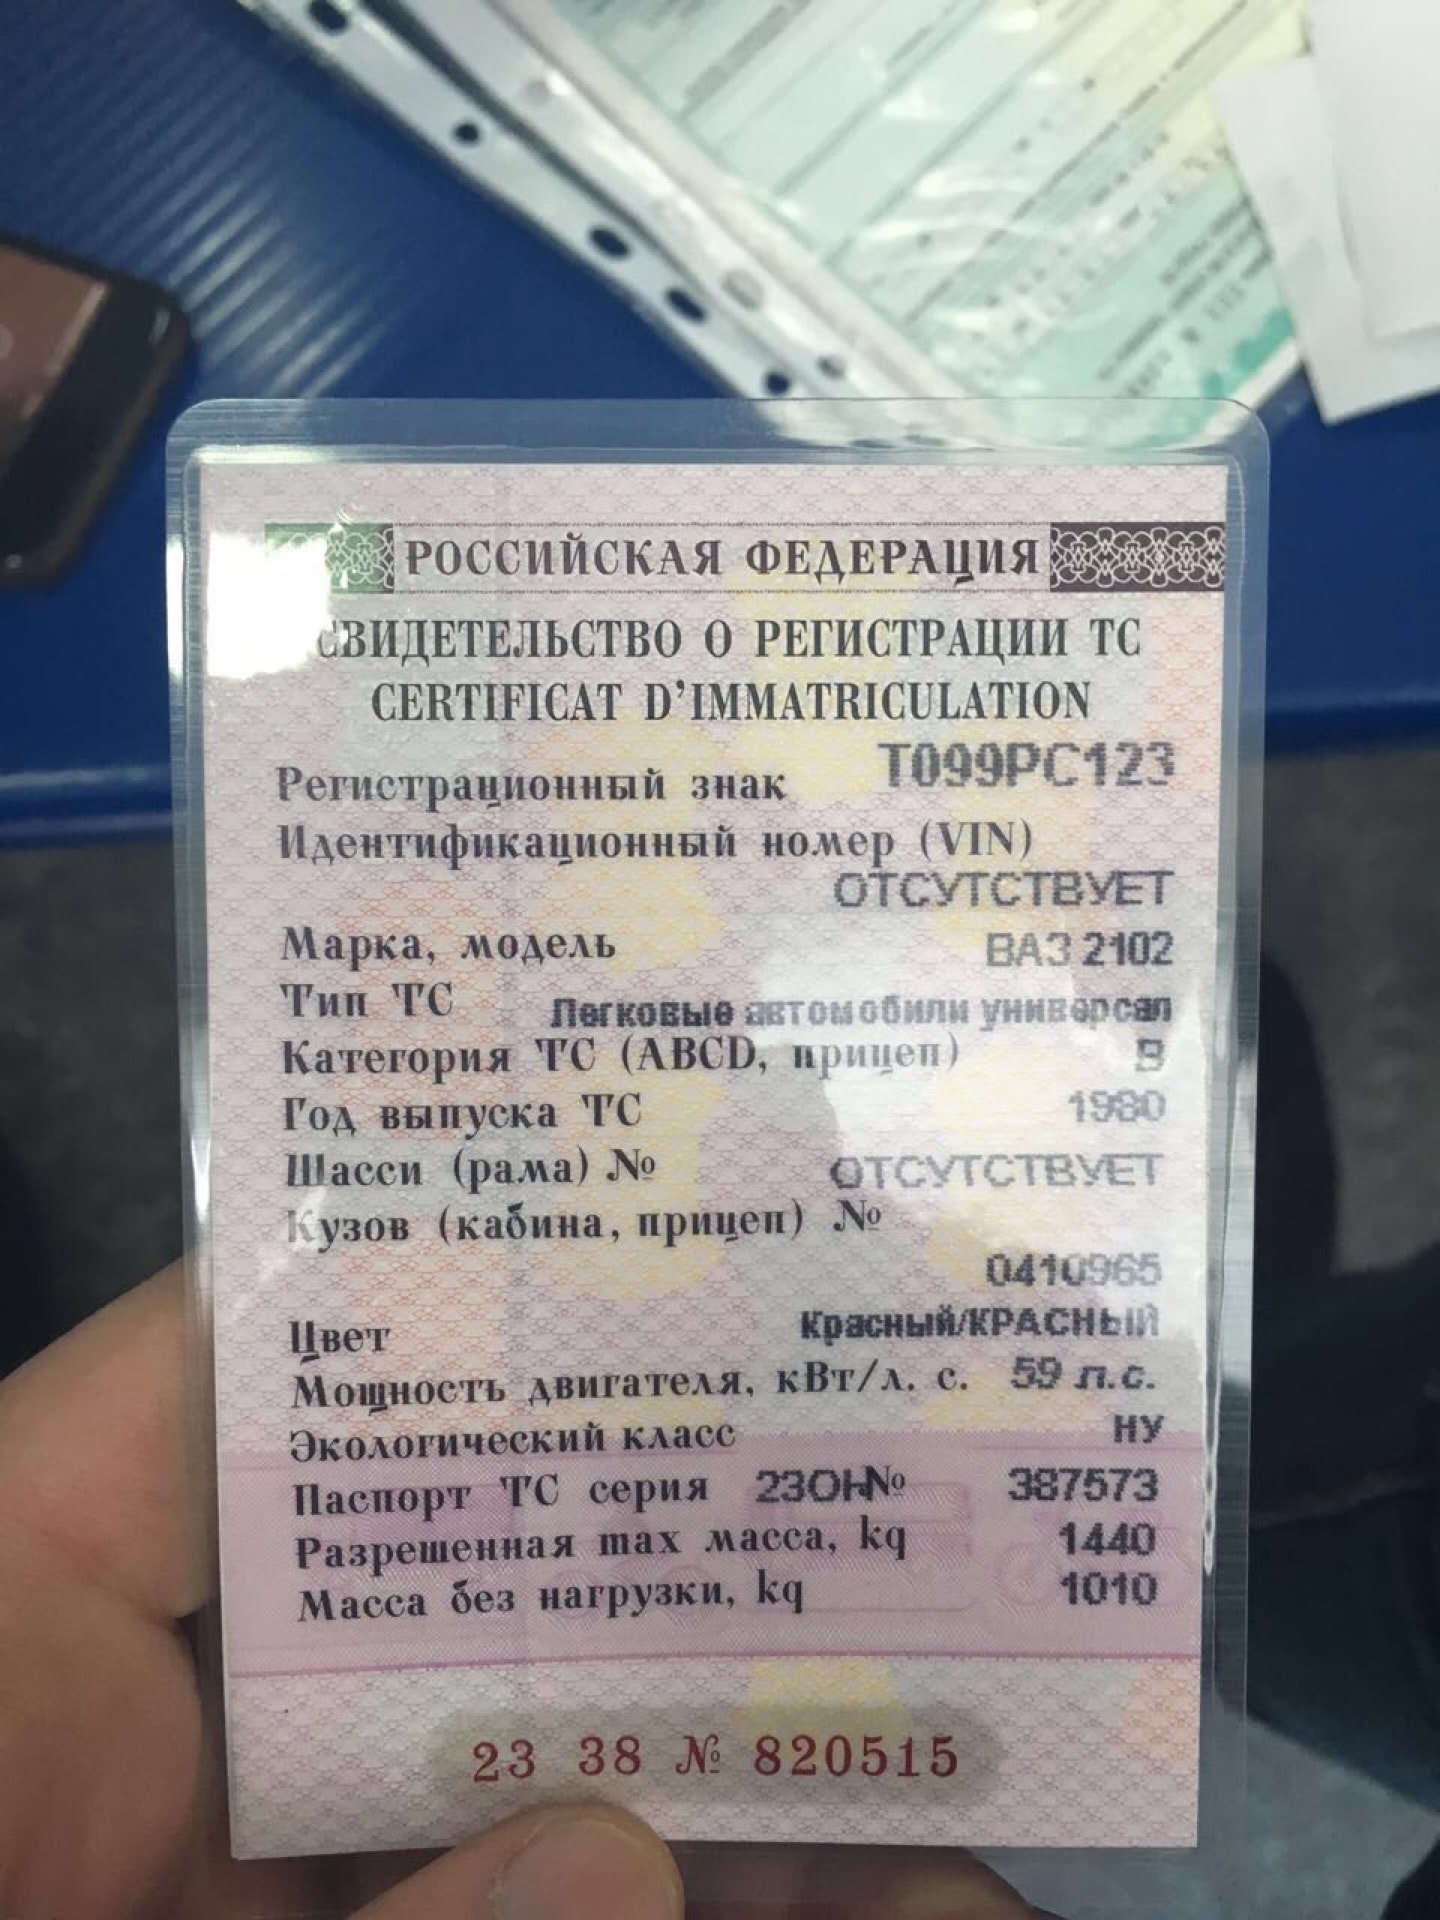 РОССИЙСКАЯ ФЕДЕРАЦИЯ
СВИДЕТЕЛЬСТВО О РЕГИСТРАЦИИ ТС
CERTIFICAT D'IMMATRICULATION
Регистрационный знак Т099РС123
Идентификационный номер (VIN)
ОТСУТСТВУЕТ
Марка, модель ВАЗ 2102
Тип ТС Легковые автомобили универсал
Категория ТС (ABCD, прицеп) В
Год выпуска ТС 1980
Шасси (рама) № ОТСУТСТВУЕТ
Кузов (кабина, прицеп) №
0410965
Цвет Красный/КРАСНЫЙ
Мощность двигателя, кВт/л. с. 59 л.с.
Экологический класс НУ
Паспорт ТС серия 23ОН № 387573
Разрешенная max масса, kq 1440
Масса без нагрузки, kq 1010
23 38 № 820515